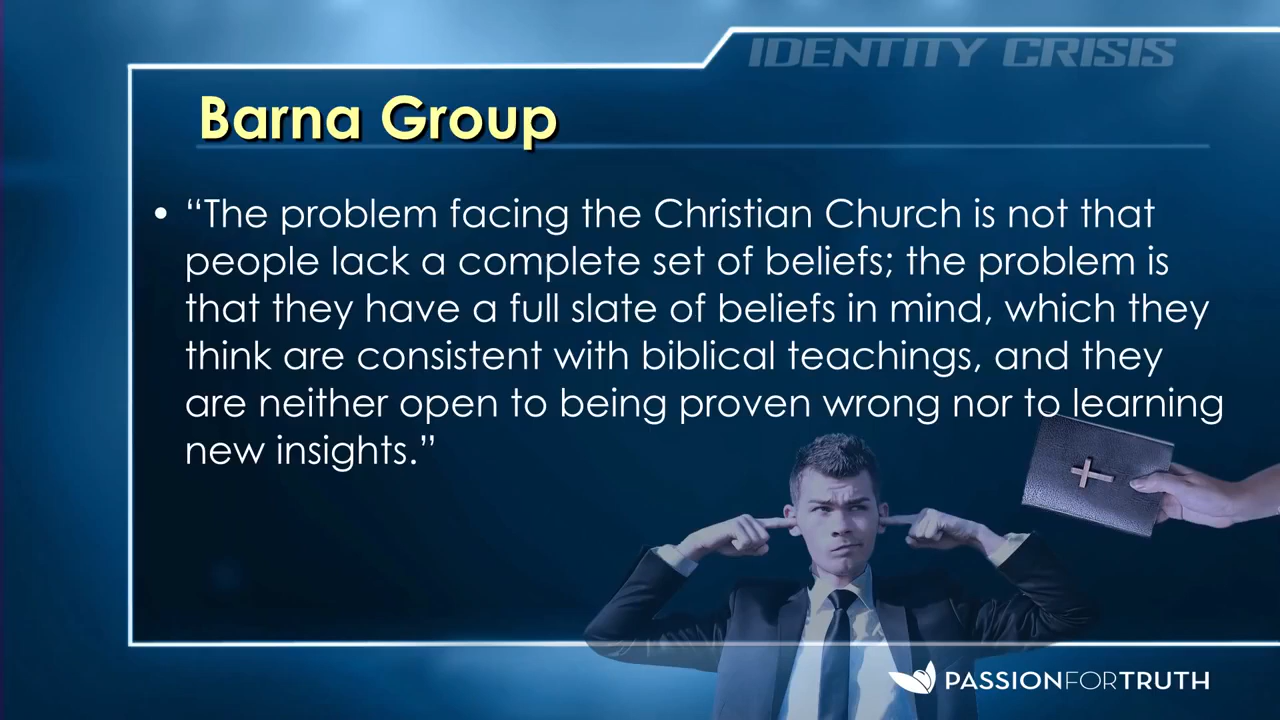 IDENTITY CRISIS
Barna Group
• “The problem facing the Christian Church is not that
people lack a complete set of beliefs; the problem is
that they have a full slate of beliefs in mind, which they
think are consistent with biblical teachings, and they
are neither open to being proven wrong nor to learning
new insights.”
PASSIONFORTRUTH